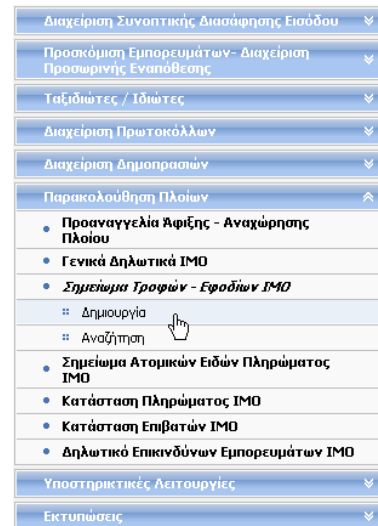 Διαχείριση Συνοπτικής Διασάφησης Εισόδου
Προσκόμιση Εμπορευμάτων- Διαχείριση
Προσωρινής Εναπόθεσης
Ταξιδιώτες / Ιδιώτες
Διαχείριση Πρωτοκόλλων
Διαχείριση Δημοπρασιών
Παρακολούθηση Πλοίων
Προαναγγελία Άφιξης - Αναχώρησης
Πλοίου
Γενικά Δηλωτικά IMO
Σημείωμα Τροφών - Εφοδίων IMO
Δημιουργία
Αναζήτηση
Σημείωμα Ατομικών Ειδών Πληρώματος
IMO
Κατάσταση Πληρώματος IMO
Κατάσταση Επιβατών IMO
Δηλωτικό Επικινδύνων Εμπορευμάτων IMO
Υποστηρικτικές Λειτουργίες
Εκτυπώσεις